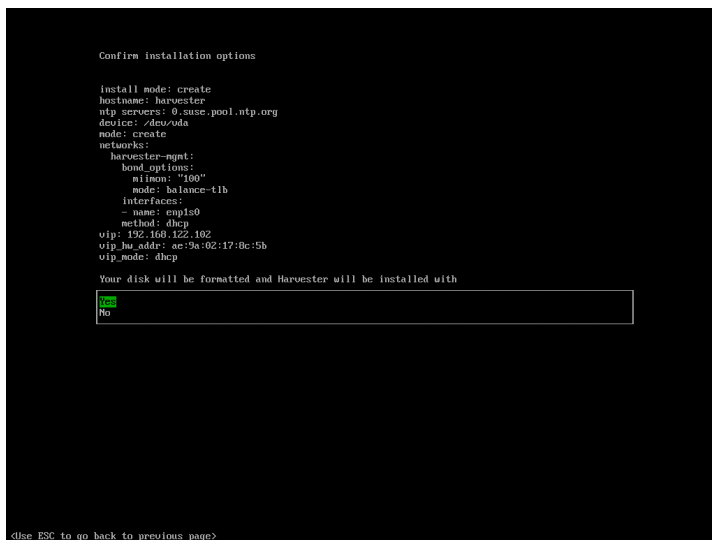 Confirm installation options
install mode: create
hostname: harvester
ntp servers: 0.suse.pool.ntp.org
device: /dev/vda
mode: create
networks:
  harvester-mgmt:
    bond_options:
      miimon: "100"
      mode: balance-tlb
    interfaces:
    - name: enp1s0
    method: dhcp
vip: 192.168.122.102
vip_hw_addr: ae:9a:02:17:8c:5b
vip_mode: dhcp
Your disk will be formatted and Harvester will be installed with
Yes
No
<Use ESC to go back to previous page>